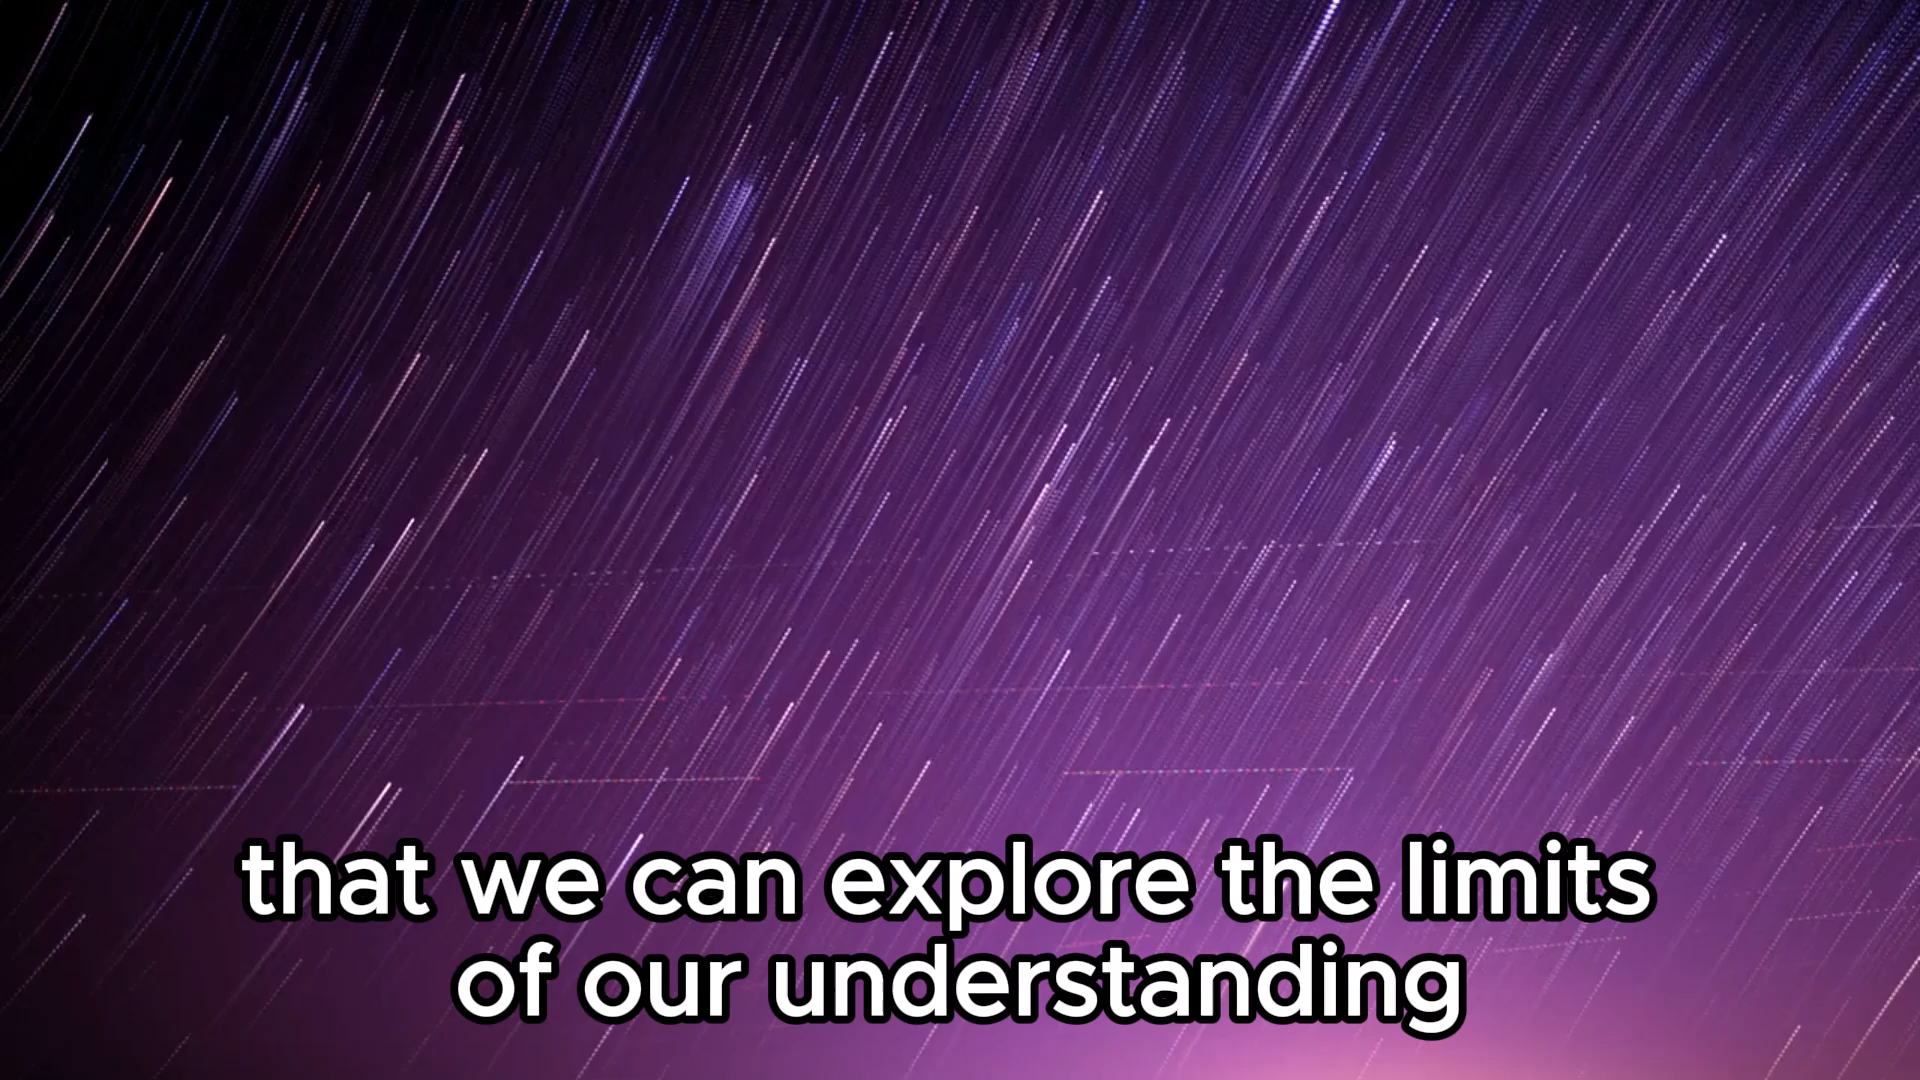 that we can explore the limits
of our understanding